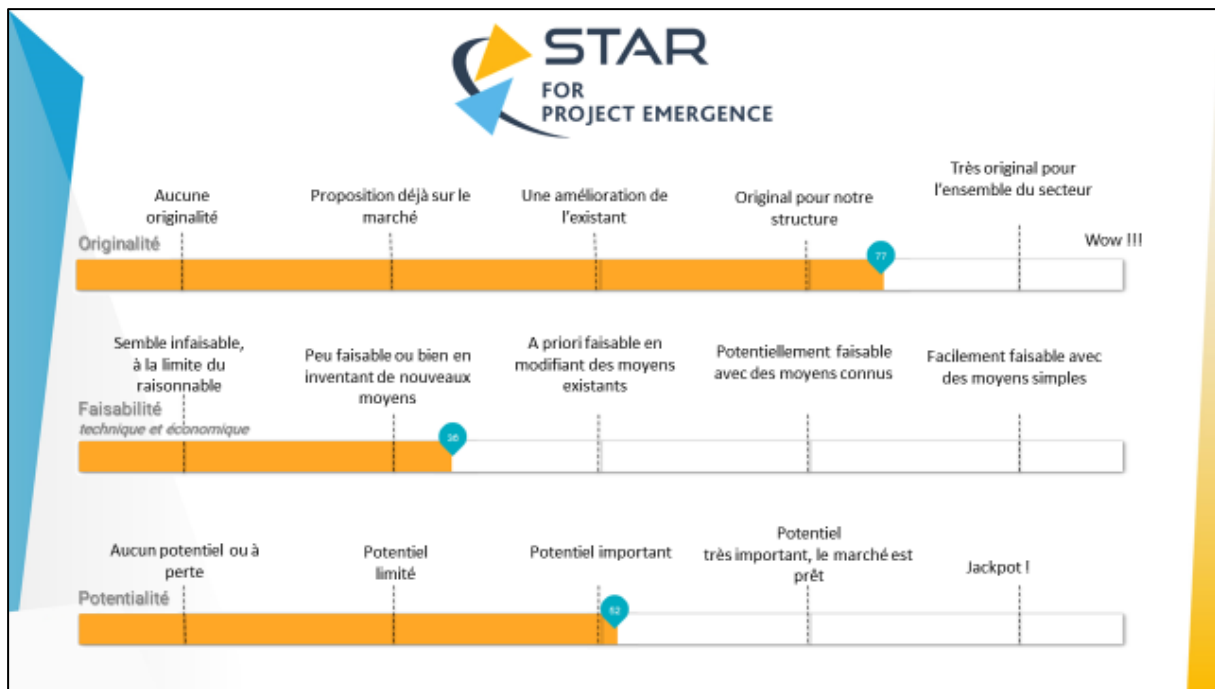 STAR
FOR
PROJECT EMERGENCE
Aucune
originalité
Proposition déjà sur le
marché
Une amélioration de
l'existant
Original pour notre
structure
Très original pour
l'ensemble du secteur
Wow !!!
Originalité
77
Semble infaisable,
à la limite du
raisonnable
Peu faisable ou bien en
inventant de nouveaux
moyens
A priori faisable en
modifiant des moyens
existants
Potentiellement faisable
avec des moyens connus
Facilement faisable avec
des moyens simples
Faisabilité
technique et économique
36
Aucun potentiel ou à
perte
Potentiel
limité
Potentiel important
Potentiel
très important, le marché est
prêt
Jackpot !
Potentialité
52